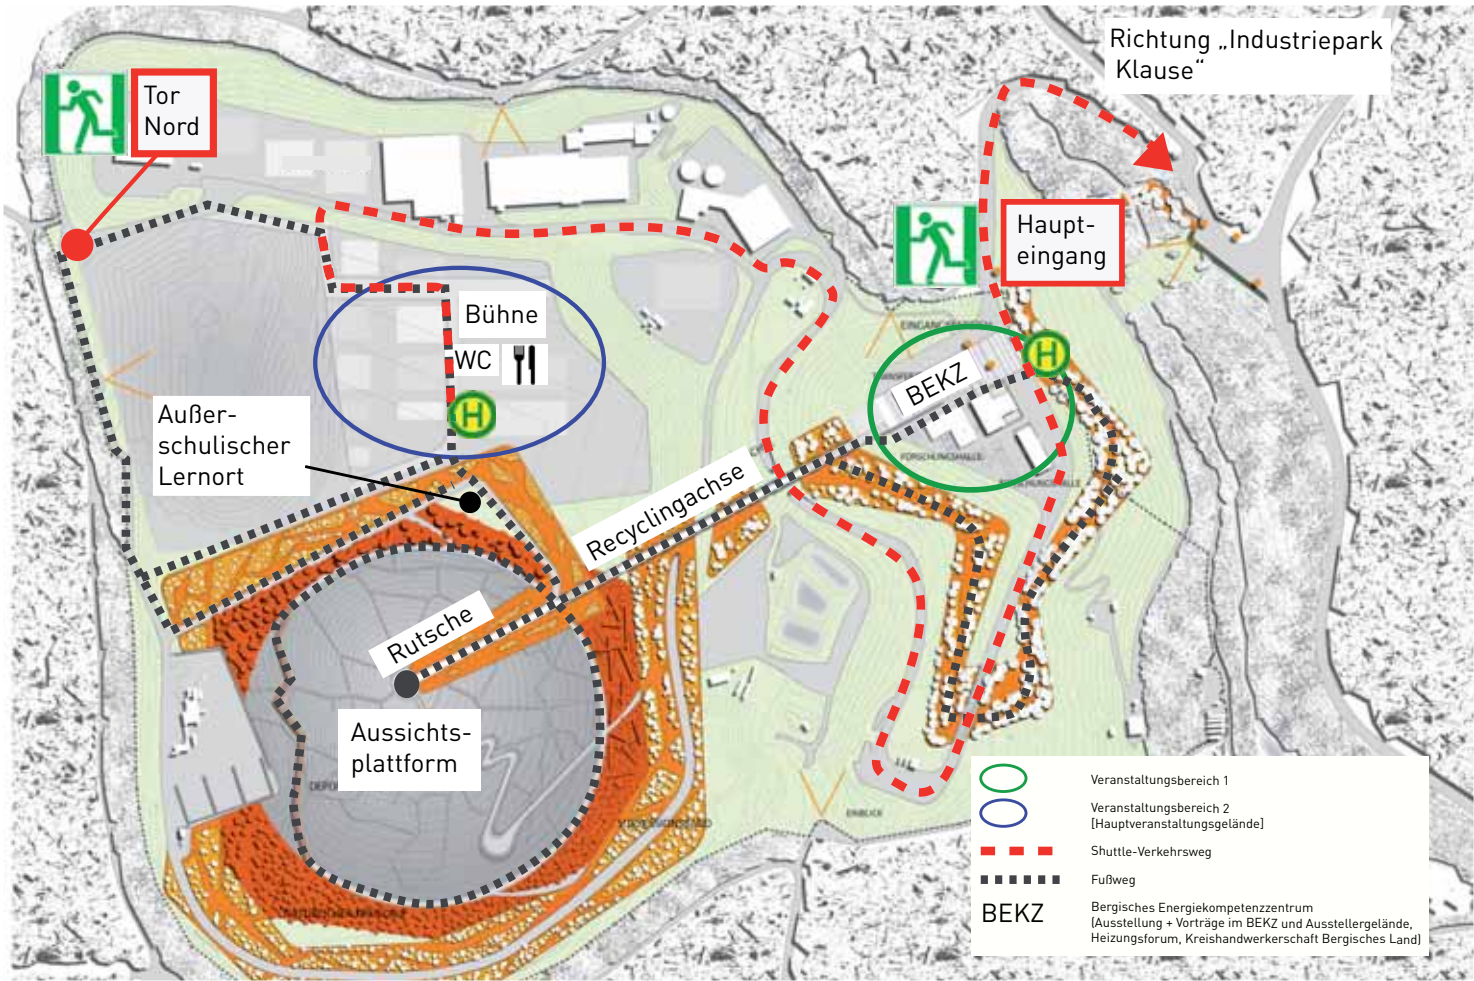 Richtung „Industriepark
Klause“
Tor
Nord
Haupt-
eingang
Bühne
WC
H
H
BEKZ
Außer-
schulischer
Lernort
Recyclingachse
Rutsche
Aussichts-
plattform
EINBLICK
Veranstaltungsbereich 1
Veranstaltungsbereich 2
[Hauptveranstaltungsgelände]
Shuttle-Verkehrsweg
Fußweg
BEKZ
Bergisches Energiekompetenzzentrum
(Ausstellung + Vorträge im BEKZ und Ausstellergelände,
Heizungsforum, Kreishandwerkerschaft Bergisches Land)